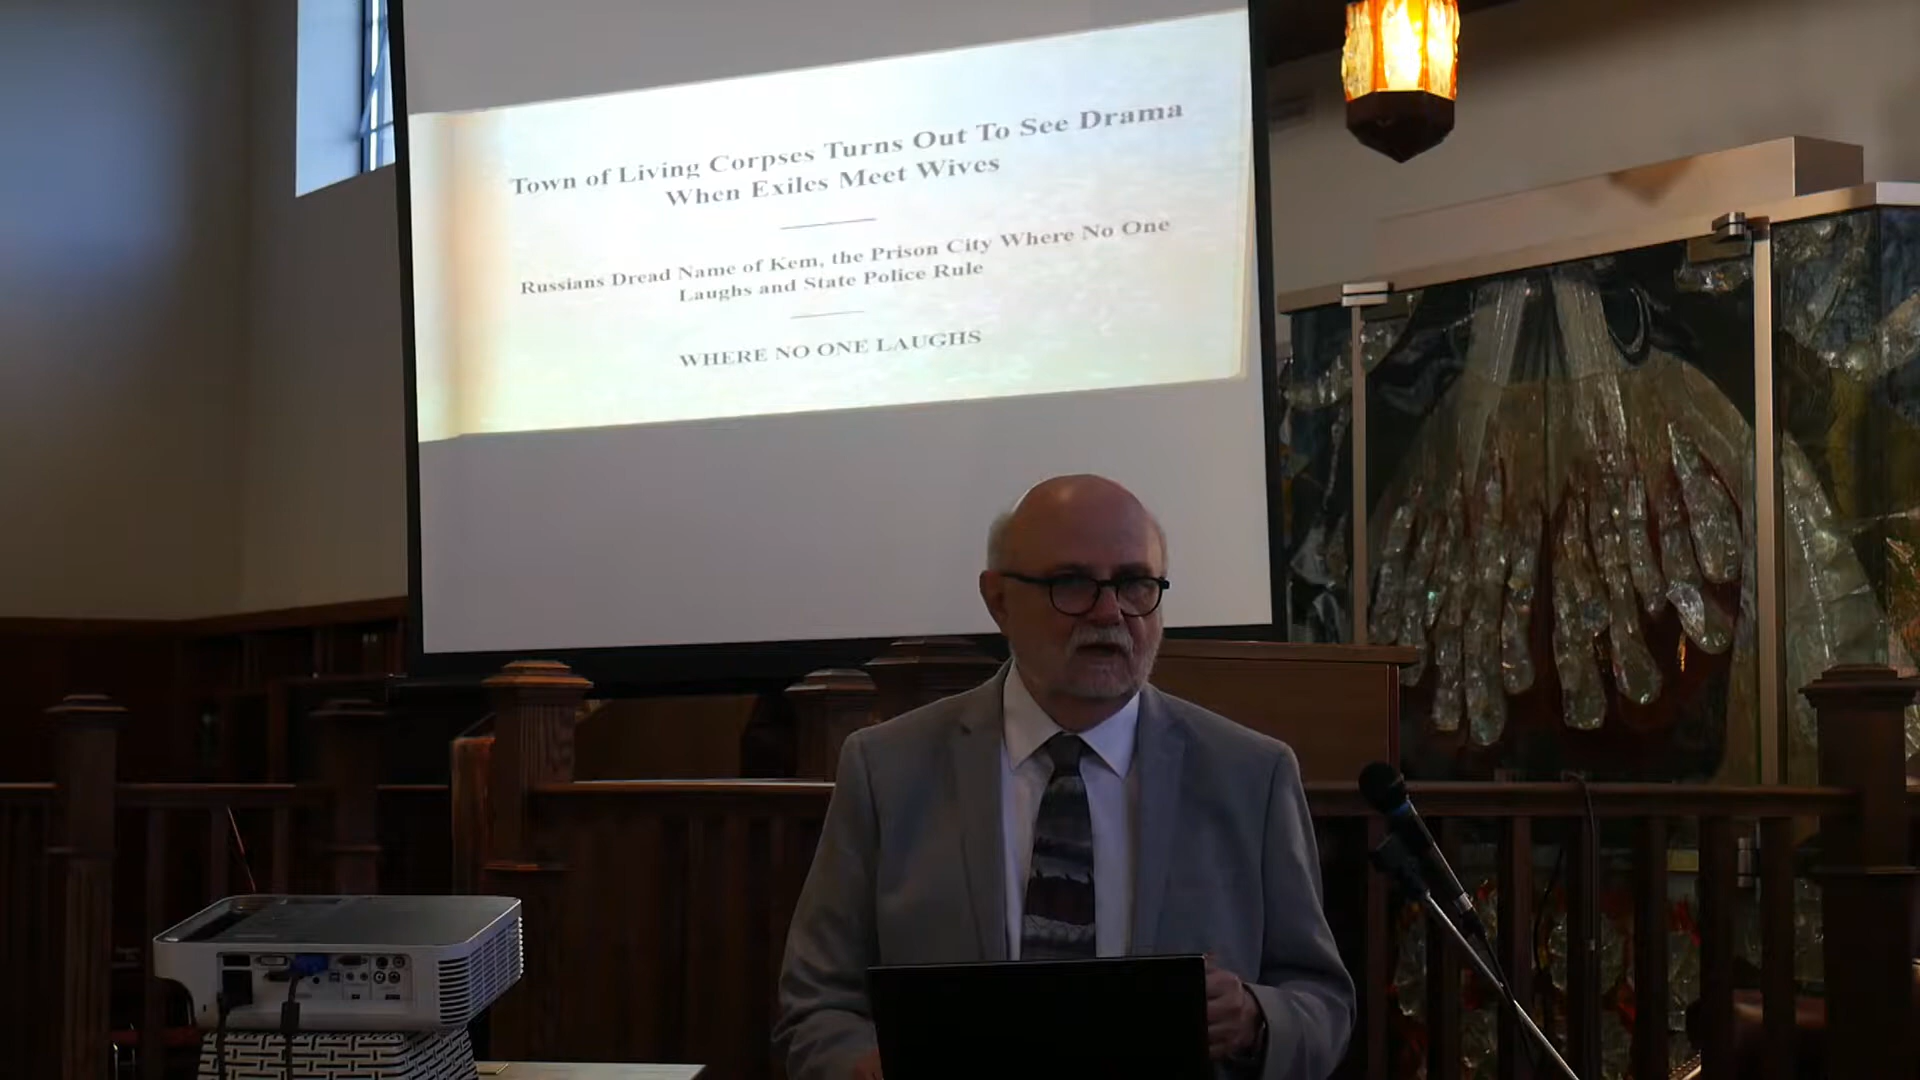 Town of Living Corpses Turns Out To See Drama
When Exiles Meet Wives
Russians Dread Name of Kem, the Prison City Where No One
Laughs and State Police Rule
WHERE NO ONE LAUGHS